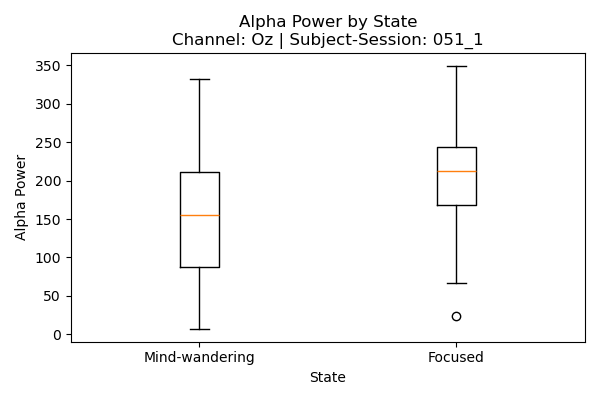 Alpha Power by State
Channel: Oz | Subject-Session: 051_1
350
300
250
200
150
100
50
0
Alpha Power
Mind-wandering
Focused
State